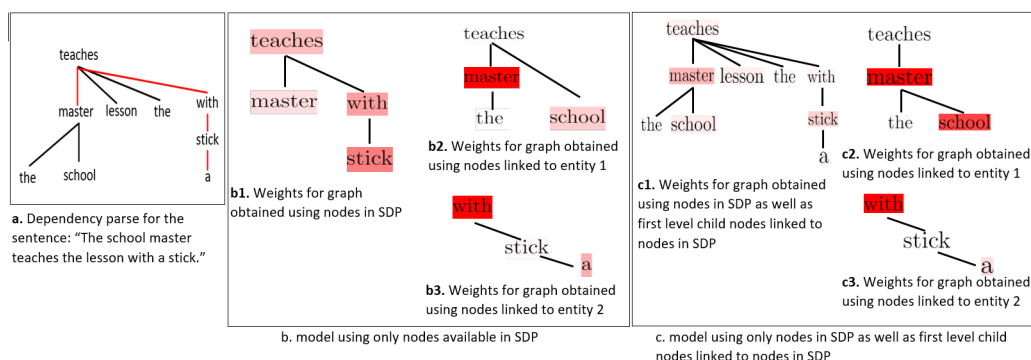 teaches
master
lesson
the
with
stick
the
school
a
a. Dependency parse for the
sentence: “The school master
teaches the lesson with a stick.”
teaches
master
with
stick
b1. Weights for graph
obtained using nodes in SDP
teaches
master
the
school
b2. Weights for graph obtained
using nodes linked to entity 1
with
stick
a
b3. Weights for graph obtained
using nodes linked to entity 2
b. model using only nodes available in SDP
teaches
master
lesson
the
with
the
school
stick
a
c1. Weights for graph obtained
using nodes in SDP as well as
first level child nodes linked to
nodes in SDP
teaches
master
the
school
c2. Weights for graph obtained
using nodes linked to entity 1
with
stick
a
c3. Weights for graph obtained
using nodes linked to entity 2
c. model using only nodes in SDP as well as first level child
nodes linked to nodes in SDP